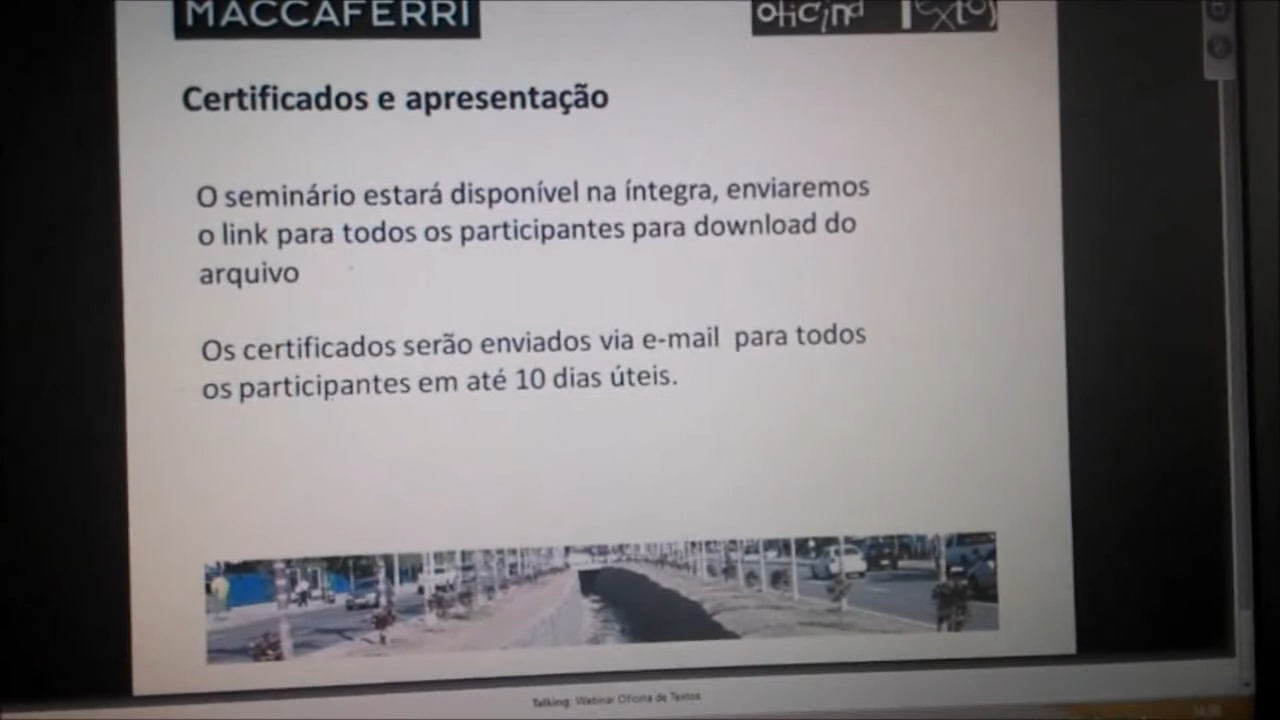 MACCAFERRI
oficina Textos
Certificados e apresentação
O seminário estará disponível na íntegra, enviaremos
o link para todos os participantes para download do
arquivo
Os certificados serão enviados via e-mail para todos
os participantes em até 10 dias úteis.
Talking: Webinar Oficina de Textos